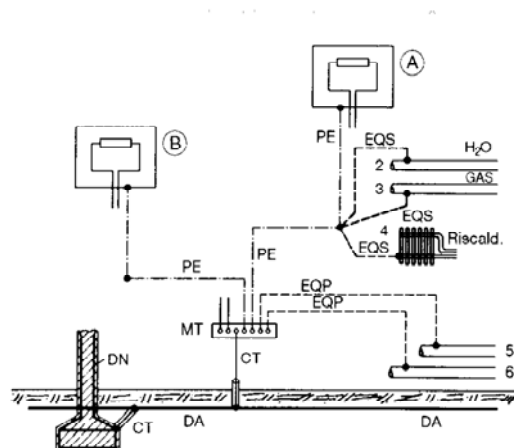 A
PE
EQS
H₂O
2
B
GAS
3
EQS
4
Riscald.
EQS
PE
PE
EQP
EQP
MT
CT
5
DN
6
CT
DA
DA